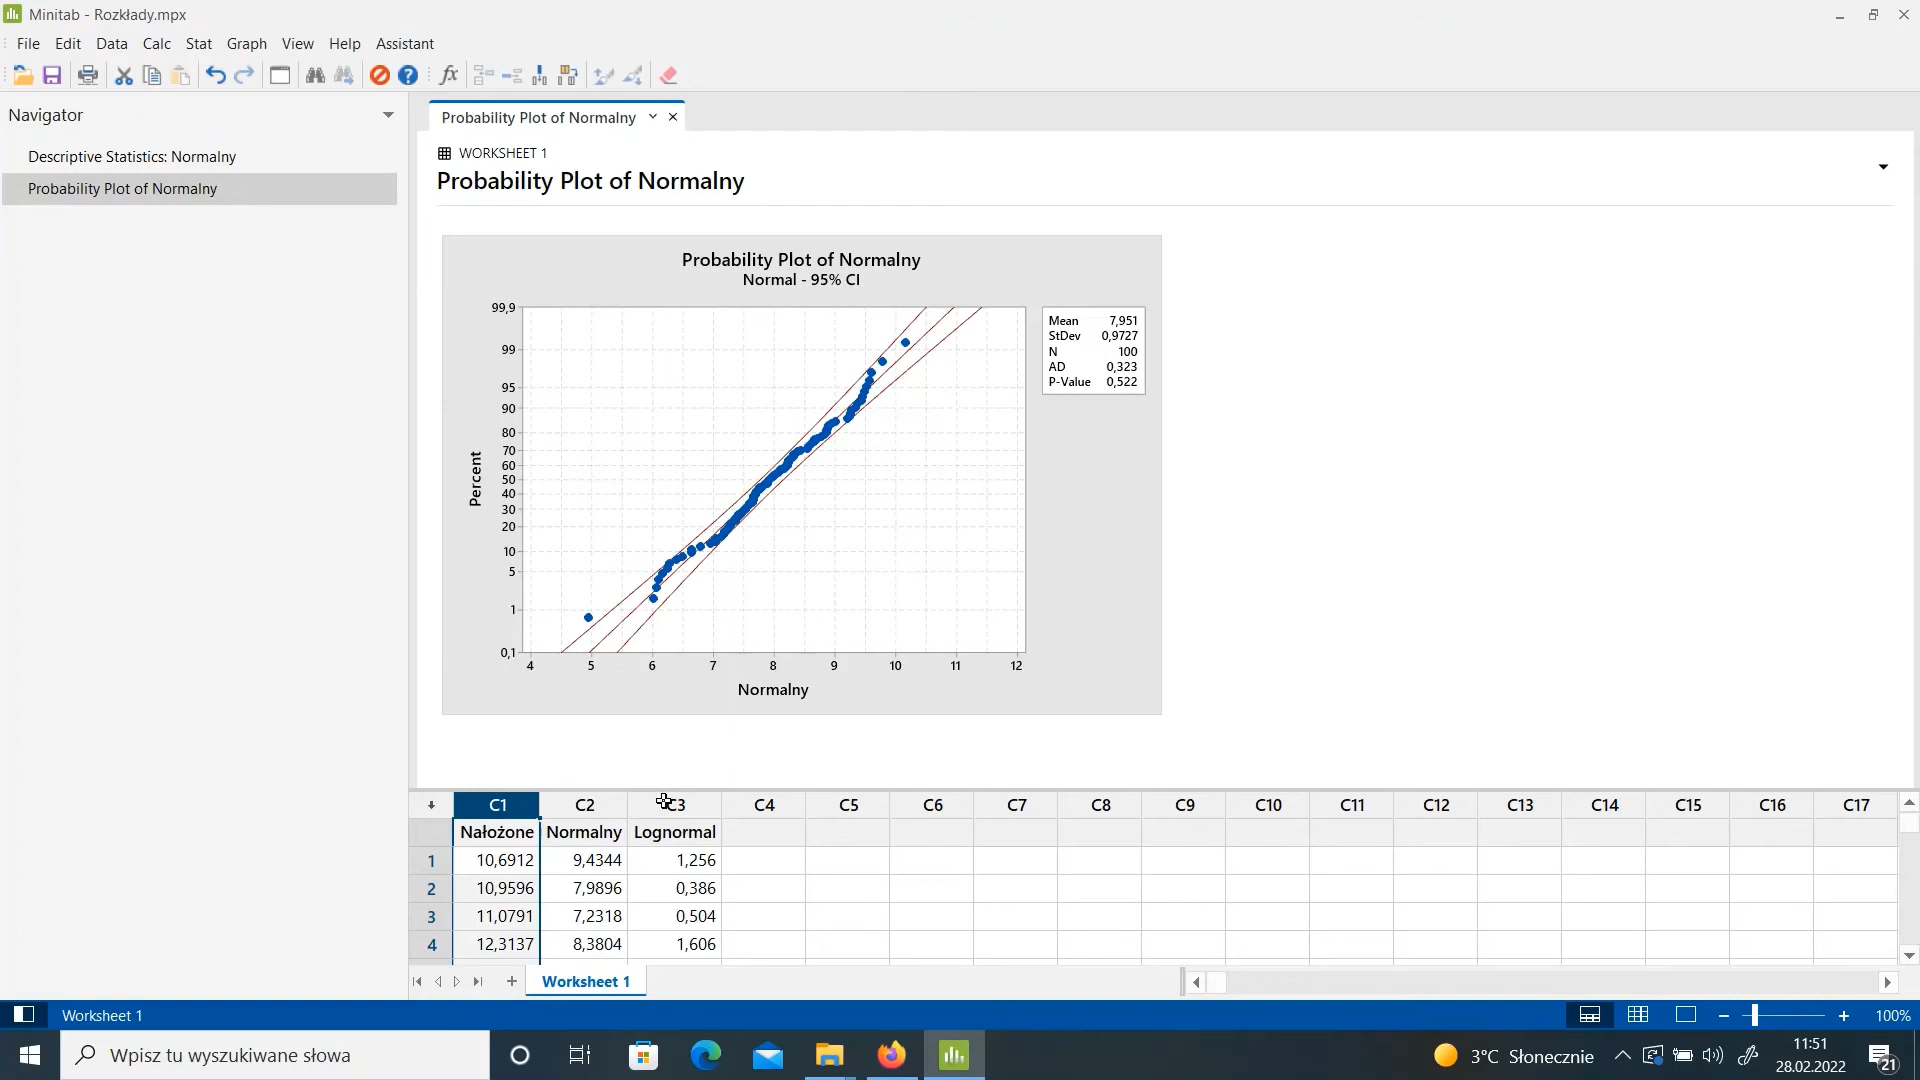 Minitab - Rozkłady.mpx
File Edit Data Calc Stat Graph View Help Assistant
Navigator
Descriptive Statistics: Normalny
Probability Plot of Normalny
Probability Plot of Normalny
WORKSHEET 1
Probability Plot of Normalny
Probability Plot of Normalny
Normal - 95% CI
99,9
99
95
90
80
70
60
50
40
30
20
10
5
1
0,1
Percent
4 5 6 7 8 9 10 11 12
Normalny
Mean 7,951
StDev 0,9727
N 100
AD 0,323
P-Value 0,522
C1 C2 C3 C4 C5 C6 C7 C8 C9 C10 C11 C12 C13 C14 C15 C16 C17
Nałożone Normalny Lognormal
1 10,6912 9,4344 1,256
2 10,9596 7,9896 0,386
3 11,0791 7,2318 0,504
4 12,3137 8,3804 1,606
Worksheet 1
Worksheet 1
100%
Wpisz tu wyszukiwane słowa
3°C Słonecznie
11:51
28.02.2022
21